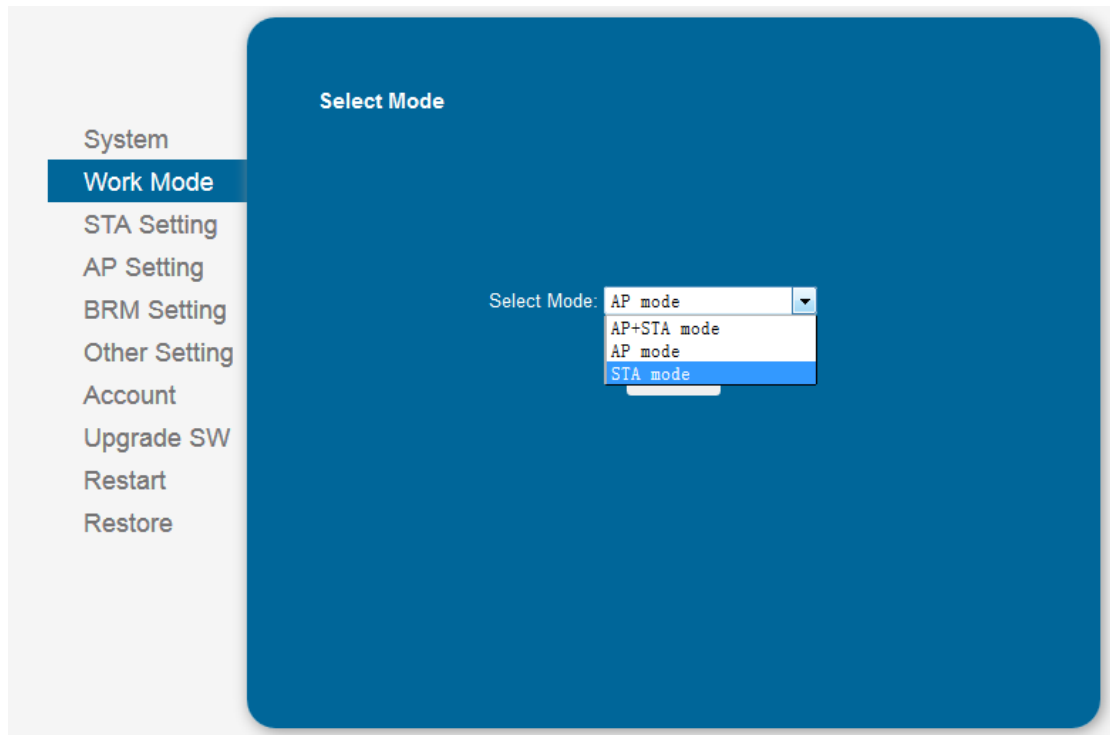 Select Mode
System
Work Mode
STA Setting
AP Setting
BRM Setting
Other Setting
Account
Upgrade SW
Restart
Restore
Select Mode: AP mode
AP+STA mode
AP mode
STA mode